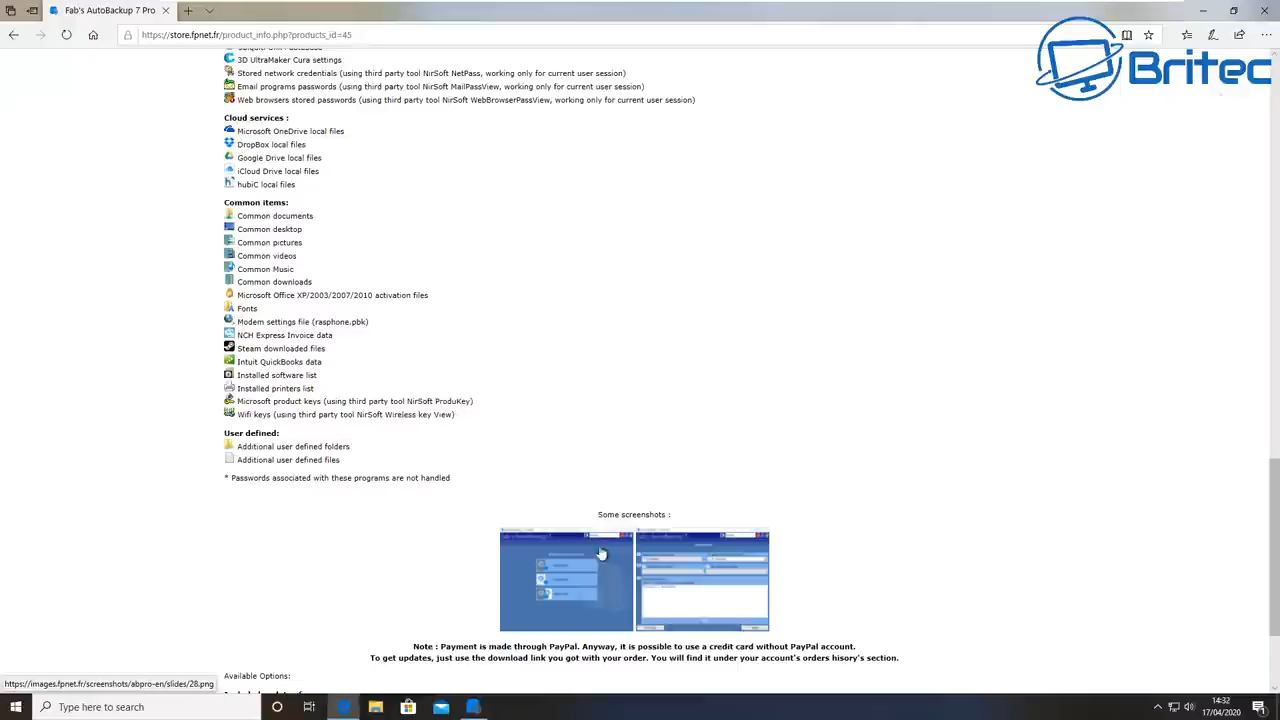 Fab's AutoBackup 7 Pro
https://store.fpnet.fr/product_info.php?products_id=45
Britec
3D UltraMaker Cura settings
Stored network credentials (using third party tool NirSoft NetPass, working only for current user session)
Email programs passwords (using third party tool NirSoft MailPassView, working only for current user session)
Web browsers stored passwords (using third party tool NirSoft WebBrowserPassView, working only for current user session)
Cloud services :
Microsoft OneDrive local files
DropBox local files
Google Drive local files
iCloud Drive local files
hubiC local files
Common items:
Common documents
Common desktop
Common pictures
Common videos
Common Music
Common downloads
Microsoft Office XP/2003/2007/2010 activation files
Fonts
Modem settings file (rasphone.pbk)
NCH Express Invoice data
Steam downloaded files
Intuit QuickBooks data
Installed software list
Installed printers list
Microsoft product keys (using third party tool NirSoft ProduKey)
Wifi keys (using third party tool NirSoft Wireless key View)
User defined:
Additional user defined folders
Additional user defined files
* Passwords associated with these programs are not handled
Some screenshots :
Note : Payment is made through PayPal. Anyway, it is possible to use a credit card without PayPal account.
To get updates, just use the download link you got with your order. You will find it under your account's orders hisory's section.
Available Options:
https://images.fpnet.fr/screenshots/abpro-en/slides/28.png
Type here to search
14:32
17/04/2020